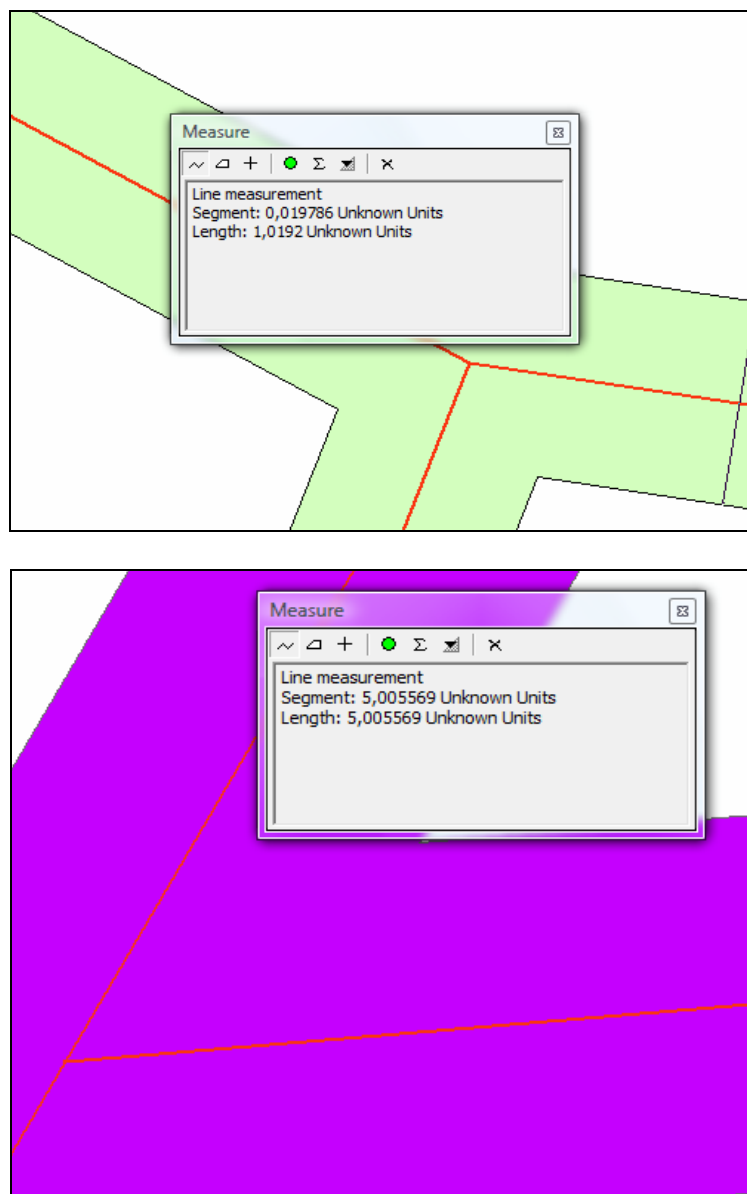 Measure
Line measurement
Segment: 0,019786 Unknown Units
Length: 1,0192 Unknown Units
Measure
Line measurement
Segment: 5,005569 Unknown Units
Length: 5,005569 Unknown Units